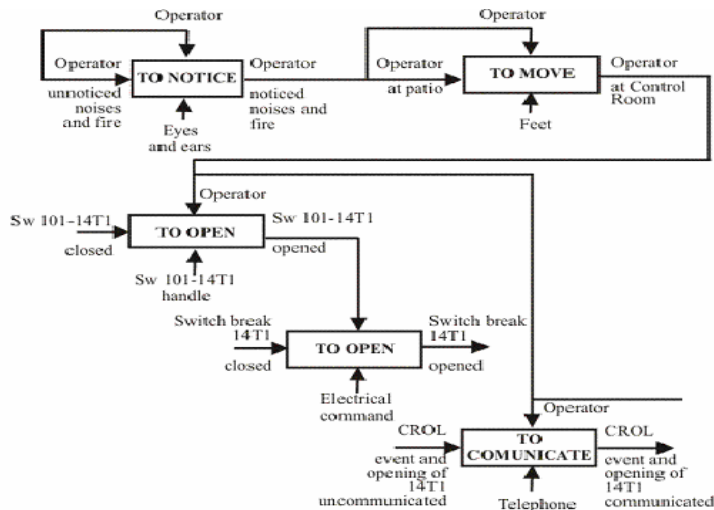 Operator
Operator
Operator
TO NOTICE
Operator
Operator
TO MOVE
Operator
unnoticed
noises
and fire
noticed
noises and
fire
at patio
at Control
Room
Eyes
and ears
Feet
Operator
Sw 101-14T1
TO OPEN
Sw 101-14T1
closed
opened
Sw 101-14T1
handle
Switch break
14T1
closed
TO OPEN
Switch break
14T1
opened
Electrical
command
Operator
CROL
TO
COMUNICATE
CROL
event and
opening of
14T1
uncommunicated
event and
opening of
14T1
communicated
Telephone